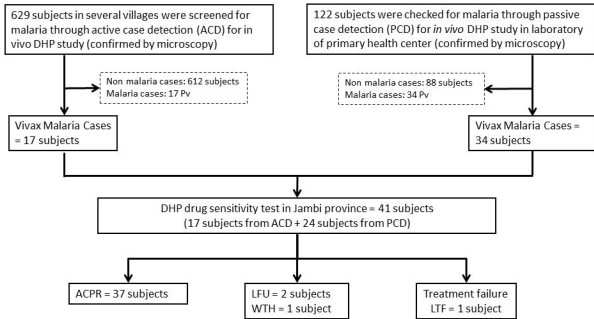 629 subjects in several villages were screened for
malaria through active case detection (ACD) for in
vivo DHP study (confirmed by microscopy)
122 subjects were checked for malaria through passive
case detection (PCD) for in vivo DHP study in laboratory
of primary health center (confirmed by microscopy)
Non malaria cases: 612 subjects
Malaria cases: 17 Pv
Non malaria cases: 88 subjects
Malaria cases: 34 Pv
Vivax Malaria Cases
= 17 subjects
Vivax Malaria Cases =
34 subjects
DHP drug sensitivity test in Jambi province = 41 subjects
(17 subjects from ACD + 24 subjects from PCD)
ACPR = 37 subjects
LFU = 2 subjects
WTH = 1 subject
Treatment failure
LTF = 1 subject